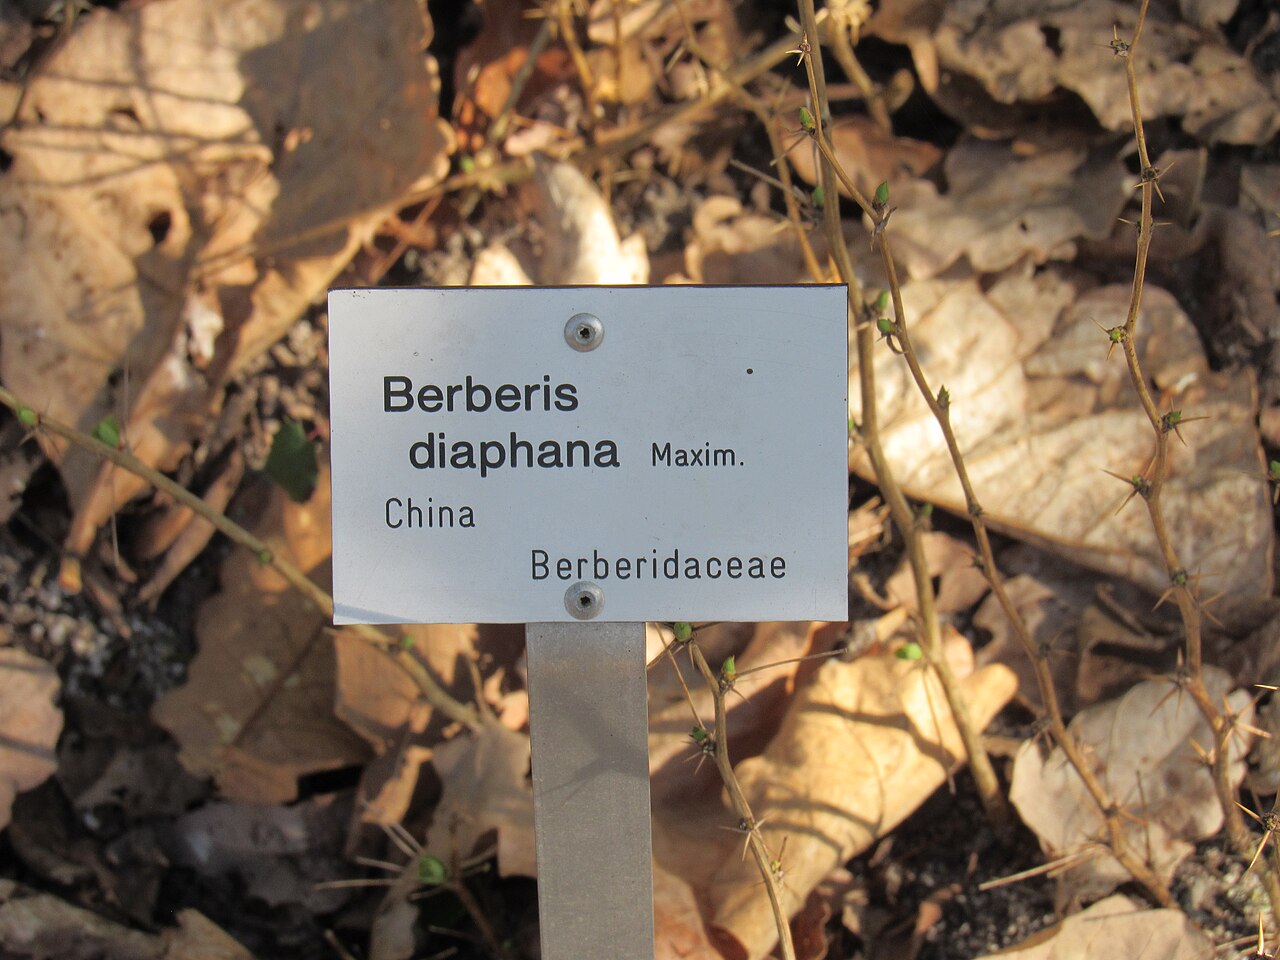 Berberis
diaphana Maxim.
China
Berberidaceae